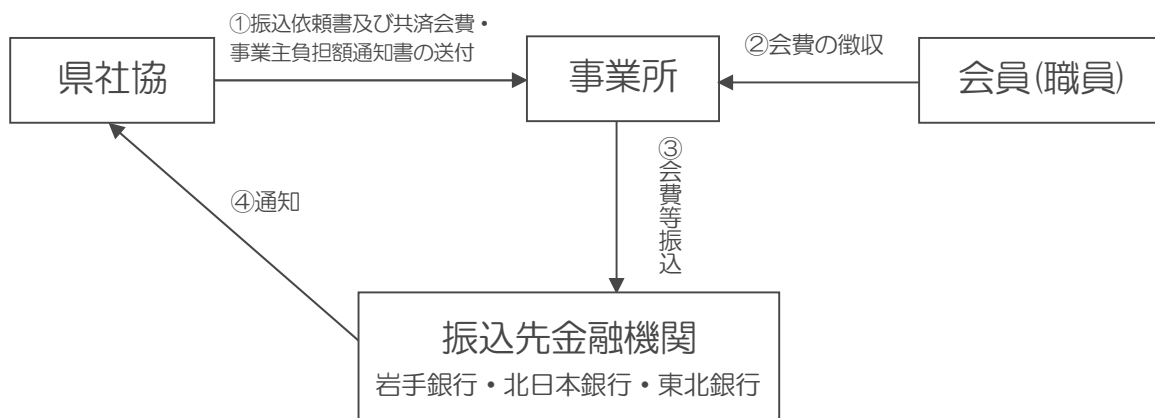 ①振込依頼書及び共済会費・
事業主負担額通知書の送付
②会費の徴収
県社協
事業所
会員(職員)
③会費等振込
④通知
振込先金融機関
岩手銀行・北日本銀行・東北銀行